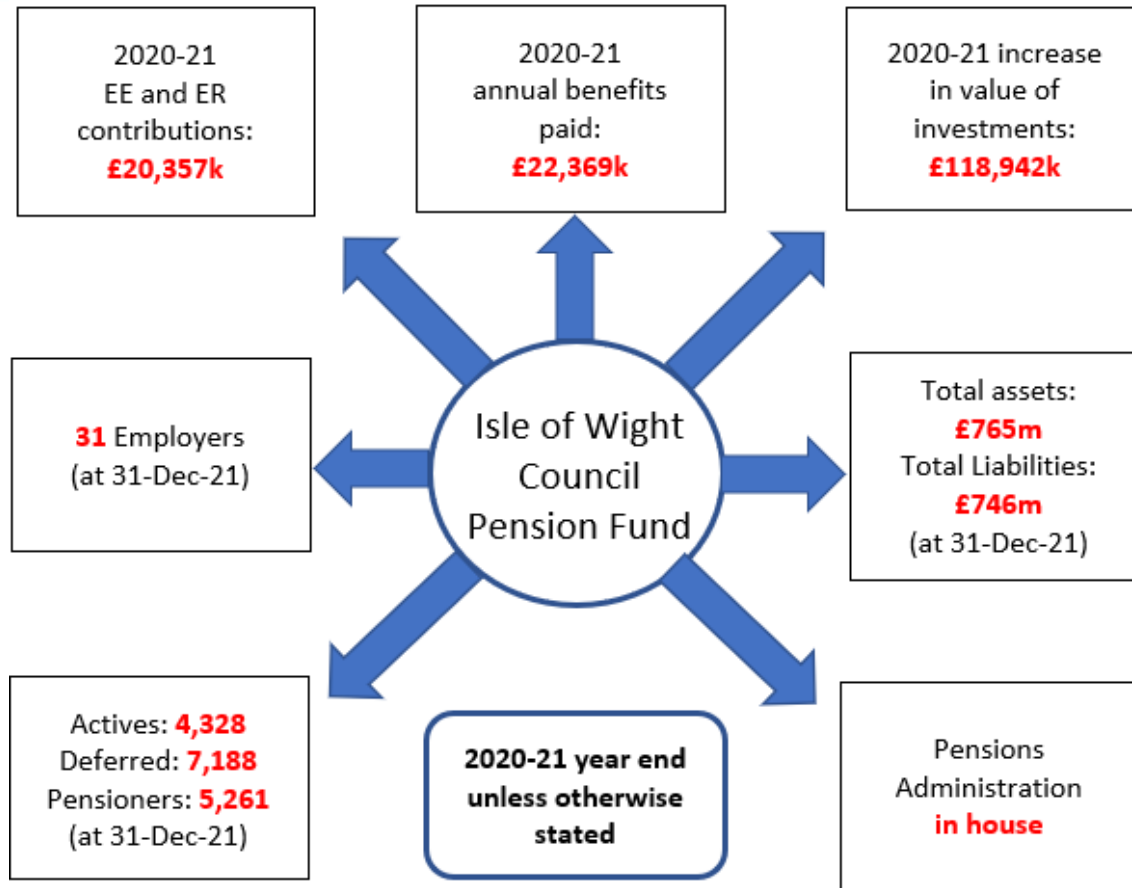 2020-21
EE and ER
contributions:
£20,357k
2020-21
annual benefits
paid:
£22,369k
2020-21 increase
in value of
investments:
£118,942k
31 Employers
(at 31-Dec-21)
Isle of Wight
Council
Pension Fund
Total assets:
£765m
Total Liabilities:
£746m
(at 31-Dec-21)
Actives: 4,328
Deferred: 7,188
Pensioners: 5,261
(at 31-Dec-21)
2020-21 year end
unless otherwise
stated
Pensions
Administration
in house